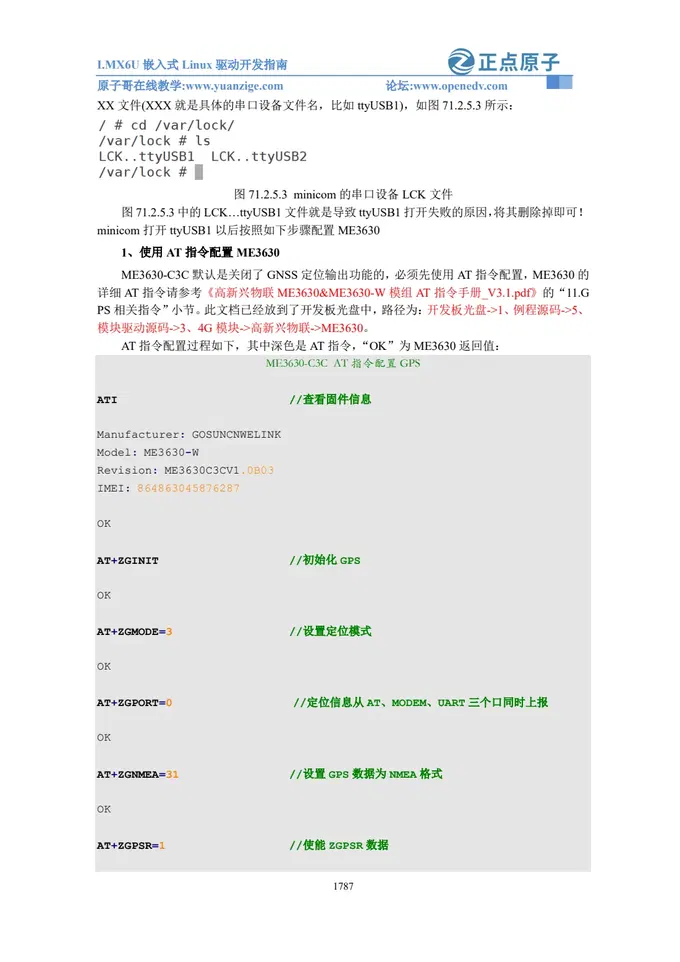 I.MX6U 嵌入式 Linux 驱动开发指南
正点原子
原子哥在线教学:www.yuanzige.com 论坛:www.openedv.com
XX 文件(XXX 就是具体的串口设备文件名，比如 ttyUSB1)，如图 71.2.5.3 所示：
/ # cd /var/lock/
/var/lock # ls
LCK..ttyUSB1 LCK..ttyUSB2
/var/lock #
图 71.2.5.3 minicom 的串口设备 LCK 文件
图 71.2.5.3 中的 LCK…ttyUSB1 文件就是导致 ttyUSB1 打开失败的原因，将其删除掉即可！
minicom 打开 ttyUSB1 以后按照如下步骤配置 ME3630
1、使用 AT 指令配置 ME3630
ME3630-C3C 默认是关闭了 GNSS 定位输出功能的，必须先使用 AT 指令配置，ME3630 的
详细 AT 指令请参考《高新兴物联 ME3630&ME3630-W 模组 AT 指令手册_V3.1.pdf》的“11.G
PS 相关指令”小节。此文档已经放到了开发板光盘中，路径为：开发板光盘->1、例程源码->5、
模块驱动源码->3、4G 模块->高新兴物联->ME3630。
AT 指令配置过程如下，其中深色是 AT 指令，“OK”为 ME3630 返回值：
ME3630-C3C AT 指令配置 GPS
ATI //查看固件信息
Manufacturer: GOSUNCNWELINK
Model: ME3630-W
Revision: ME3630C3CV1.0B03
IMEI: 864863045876287
OK
AT+ZGINIT //初始化 GPS
OK
AT+ZGMODE=3 //设置定位模式
OK
AT+ZGPORT=0 //定位信息从 AT、MODEM、UART 三个口同时上报
OK
AT+ZGNMEA=31 //设置 GPS 数据为 NMEA 格式
OK
AT+ZGPSR=1 //使能 ZGPSR 数据
1787